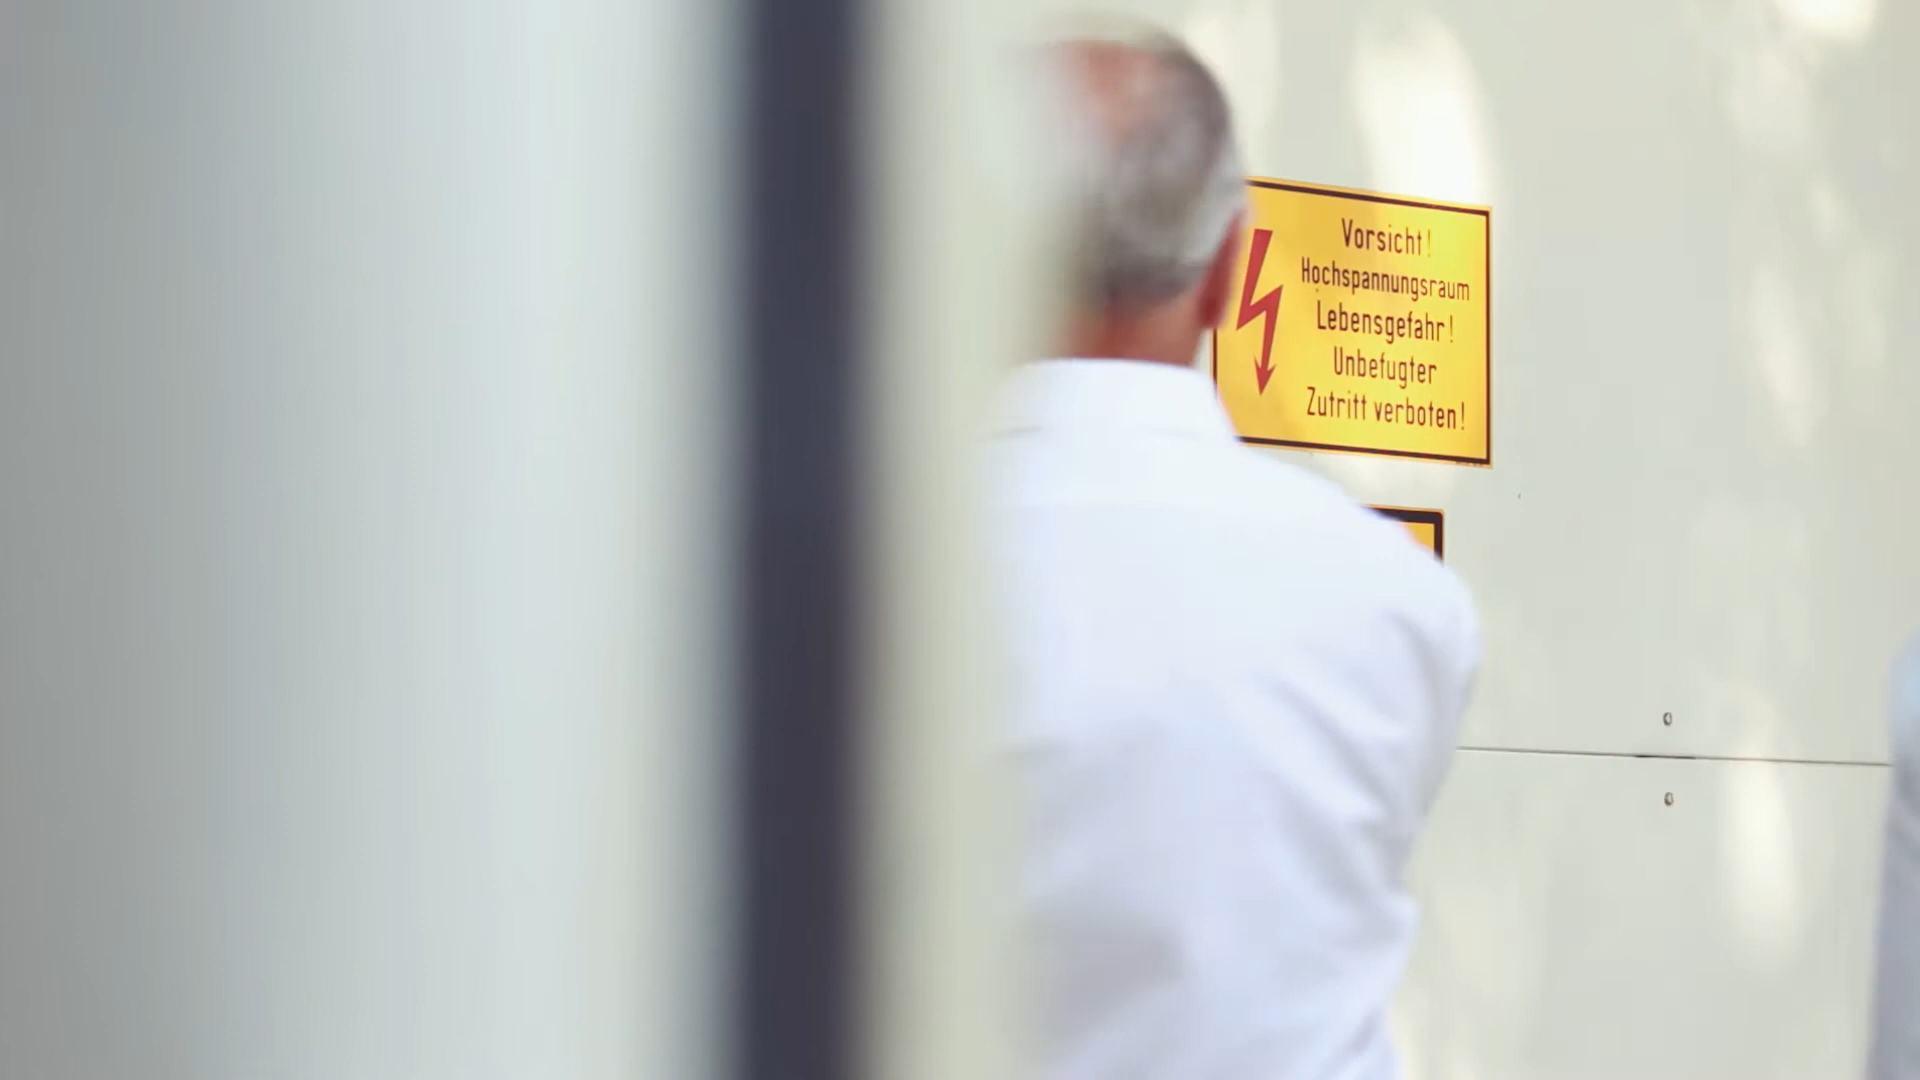 Vorsicht!
Hochspannungsraum
Lebensgefahr!
Unbefugter
Zutritt verboten!